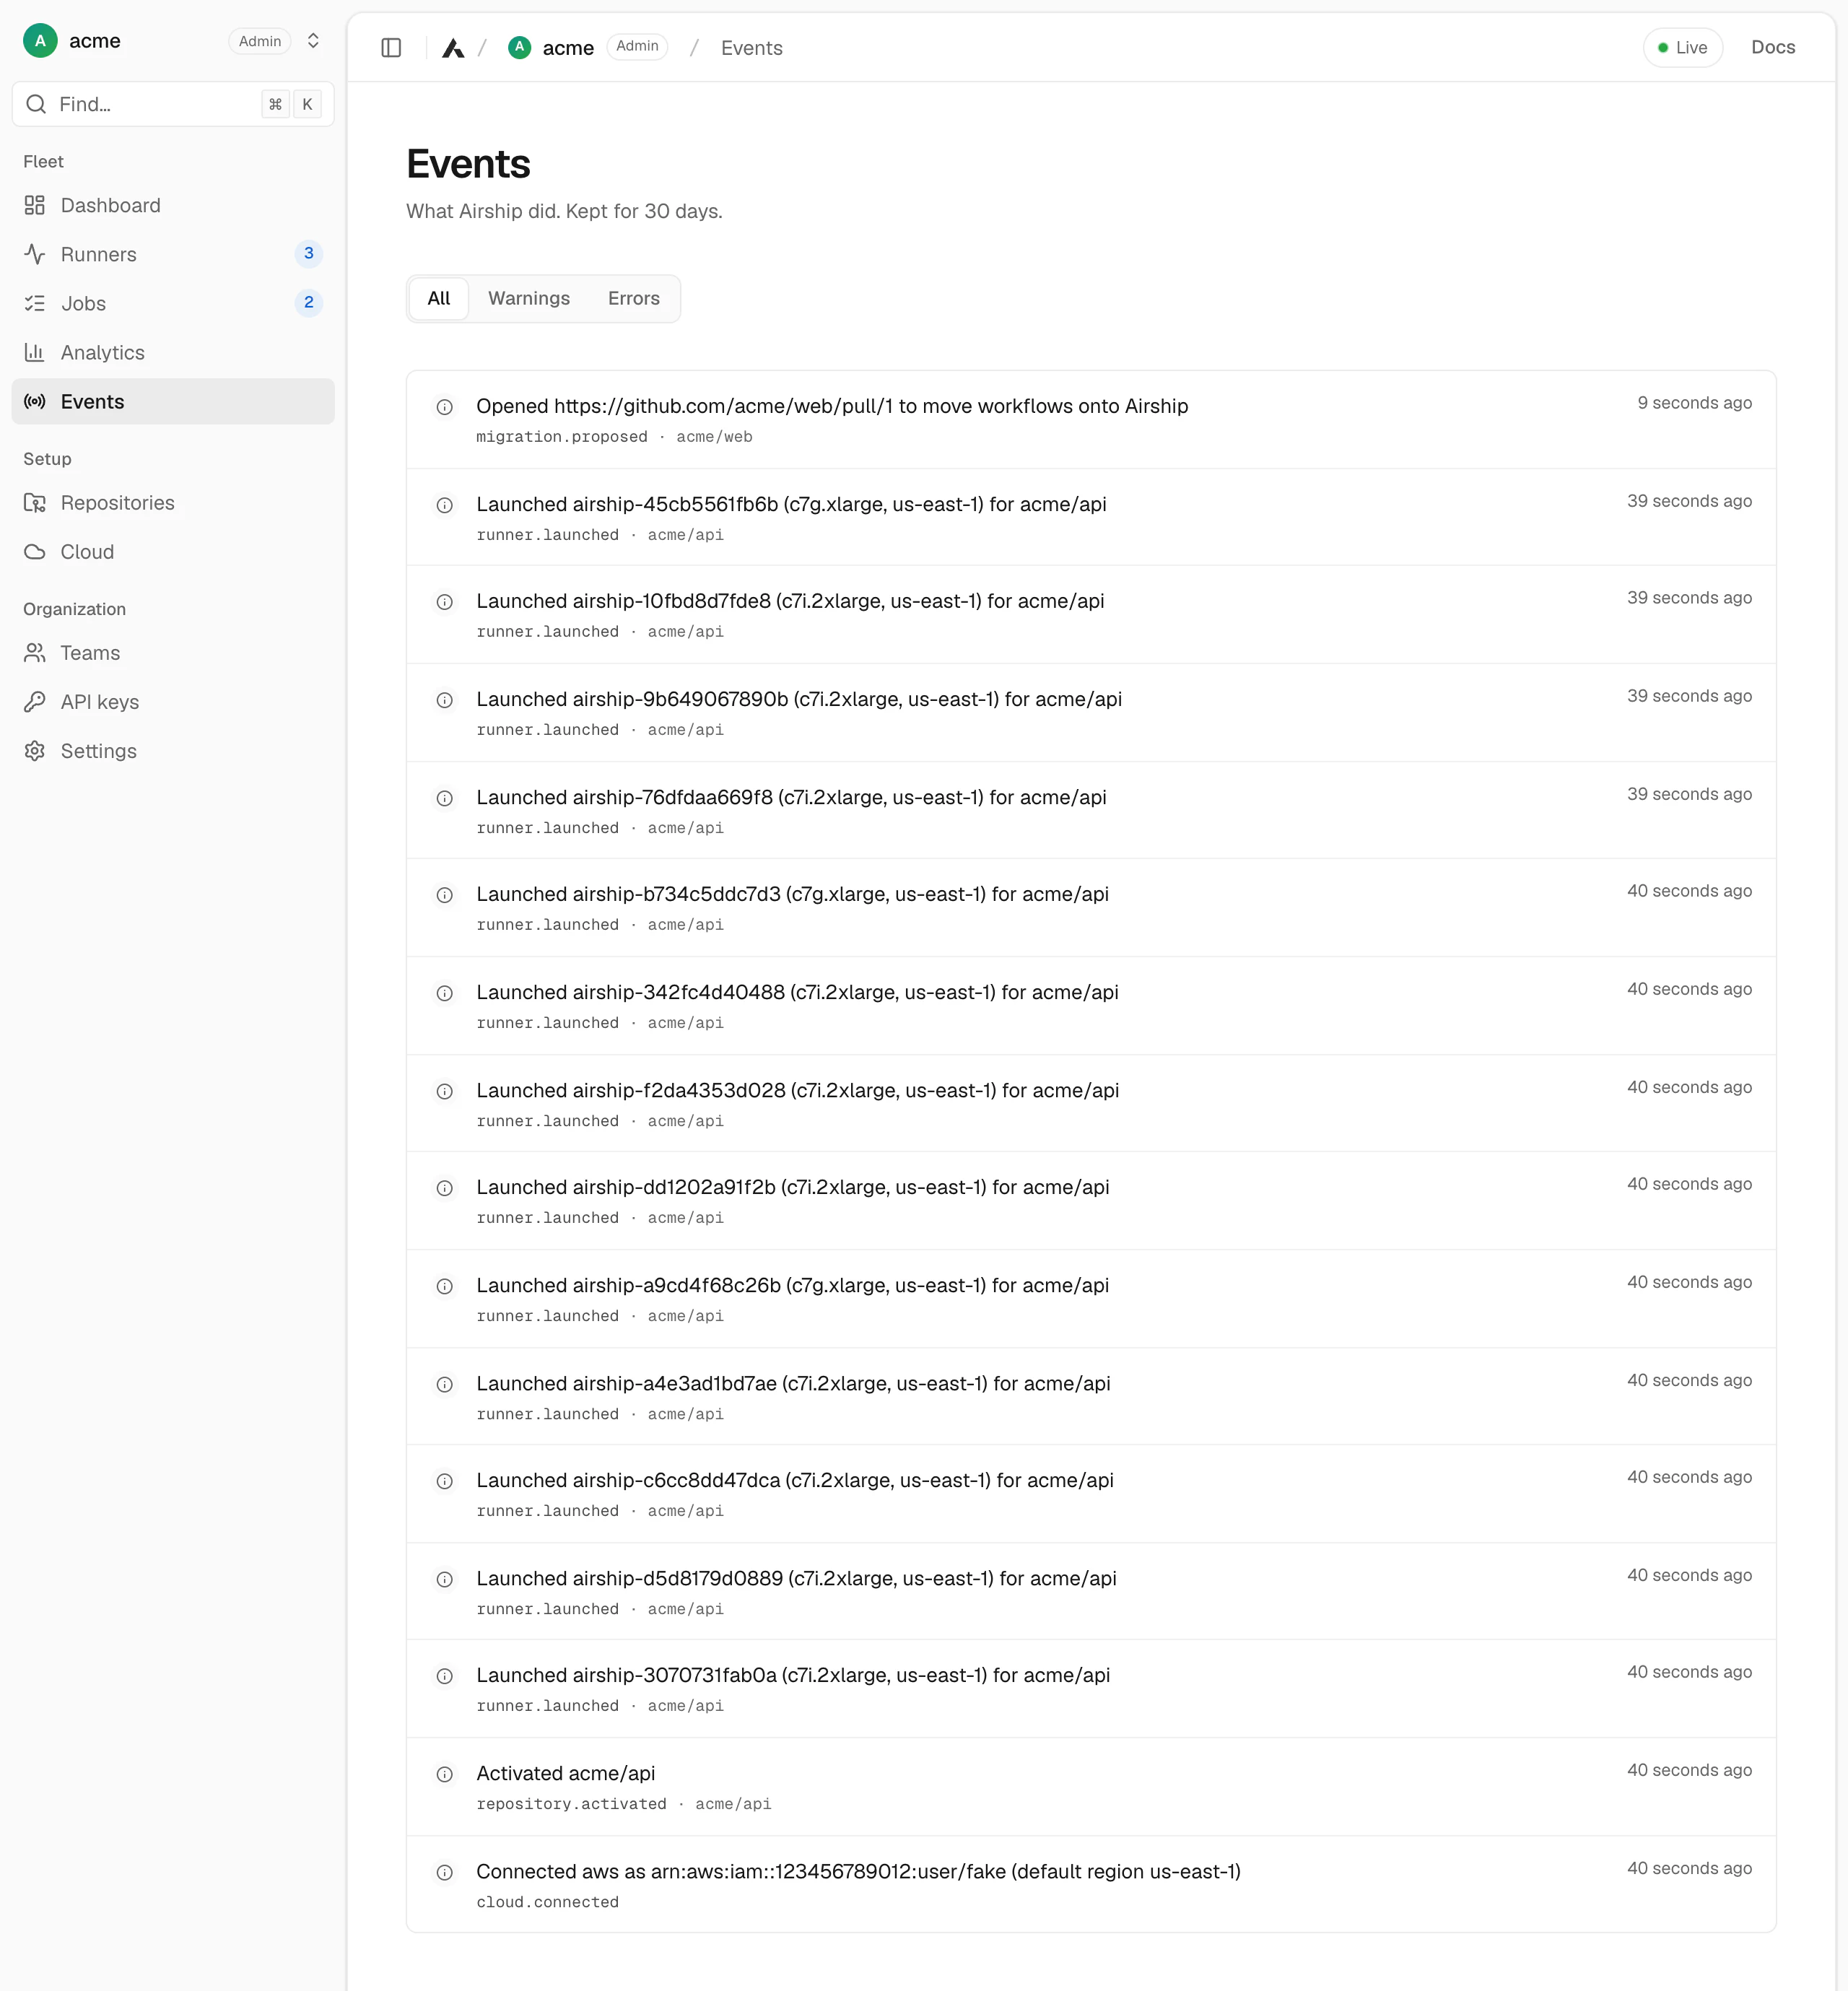 A acme Admin
Find... ⌘ K
Fleet
Dashboard
Runners 3
Jobs 2
Analytics
Events
Setup
Repositories
Cloud
Organization
Teams
API keys
Settings
/ A acme Admin / Events
Live Docs
Events
What Airship did. Kept for 30 days.
All Warnings Errors
Opened https://github.com/acme/web/pull/1 to move workflows onto Airship 9 seconds ago
migration.proposed · acme/web
Launched airship-45cb5561fb6b (c7g.xlarge, us-east-1) for acme/api 39 seconds ago
runner.launched · acme/api
Launched airship-10fbd8d7fde8 (c7i.2xlarge, us-east-1) for acme/api 39 seconds ago
runner.launched · acme/api
Launched airship-9b649067890b (c7i.2xlarge, us-east-1) for acme/api 39 seconds ago
runner.launched · acme/api
Launched airship-76dfdaa669f8 (c7i.2xlarge, us-east-1) for acme/api 39 seconds ago
runner.launched · acme/api
Launched airship-b734c5ddc7d3 (c7g.xlarge, us-east-1) for acme/api 40 seconds ago
runner.launched · acme/api
Launched airship-342fc4d40488 (c7i.2xlarge, us-east-1) for acme/api 40 seconds ago
runner.launched · acme/api
Launched airship-f2da4353d028 (c7i.2xlarge, us-east-1) for acme/api 40 seconds ago
runner.launched · acme/api
Launched airship-dd1202a91f2b (c7i.2xlarge, us-east-1) for acme/api 40 seconds ago
runner.launched · acme/api
Launched airship-a9cd4f68c26b (c7g.xlarge, us-east-1) for acme/api 40 seconds ago
runner.launched · acme/api
Launched airship-a4e3ad1bd7ae (c7i.2xlarge, us-east-1) for acme/api 40 seconds ago
runner.launched · acme/api
Launched airship-c6cc8dd47dca (c7i.2xlarge, us-east-1) for acme/api 40 seconds ago
runner.launched · acme/api
Launched airship-d5d8179d0889 (c7i.2xlarge, us-east-1) for acme/api 40 seconds ago
runner.launched · acme/api
Launched airship-3070731fab0a (c7i.2xlarge, us-east-1) for acme/api 40 seconds ago
runner.launched · acme/api
Activated acme/api 40 seconds ago
repository.activated · acme/api
Connected aws as arn:aws:iam::123456789012:user/fake (default region us-east-1) 40 seconds ago
cloud.connected